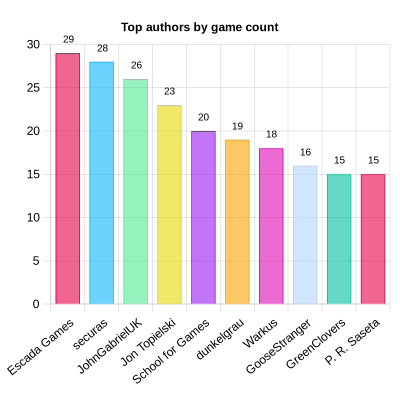 Top authors by game count
30
25
20
15
10
5
0
29
28
26
23
20
19
18
16
15
15
Escada Games
securas
JohnGabrielUK
Jon Topielski
School for Games
dunkelgrau
Warkus
GooseStranger
GreenClovers
P. R. Saseta